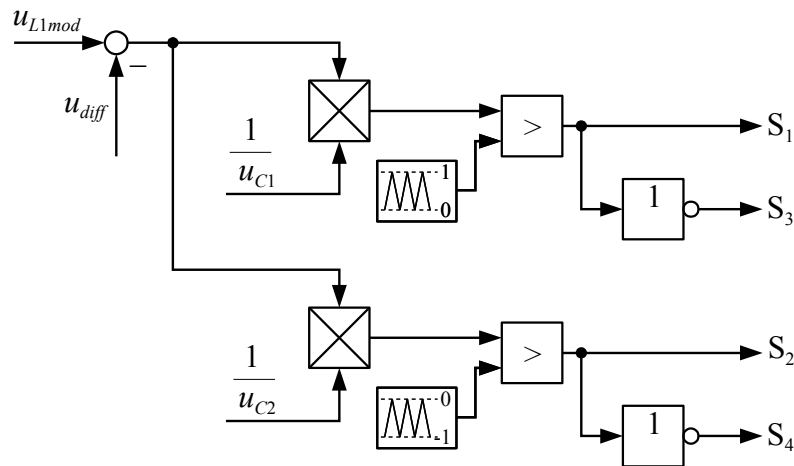 u_{L1mod}
−
u_{diff}
1
u_{C1}
>
S_1
1
0
1
S_3
1
u_{C2}
>
S_2
0
-1
1
S_4